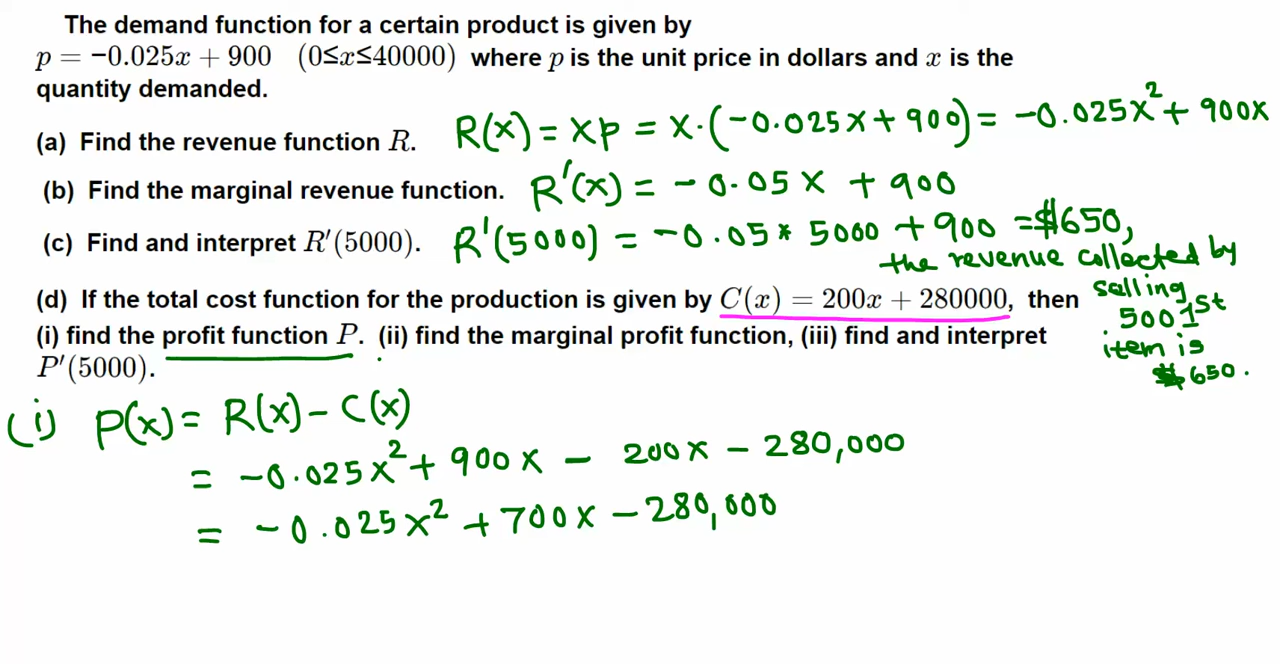 The demand function for a certain product is given by
p = −0.025x + 900 (0≤x≤40000) where p is the unit price in dollars and x is the
quantity demanded.
(a) Find the revenue function R. R(x) = xp = x·(−0.025x + 900) = −0.025x² + 900x
(b) Find the marginal revenue function. R'(x) = −0.05x + 900
(c) Find and interpret R′(5000). R'(5000) = −0.05 * 5000 + 900 = $650,
the revenue collected by
selling
5001st
item is
$650.
(d) If the total cost function for the production is given by C(x) = 200x + 280000, then
(i) find the profit function P. (ii) find the marginal profit function, (iii) find and interpret
P′(5000).
(i) P(x) = R(x) − C(x)
= −0.025x² + 900x − 200x − 280,000
= −0.025x² + 700x − 280,000